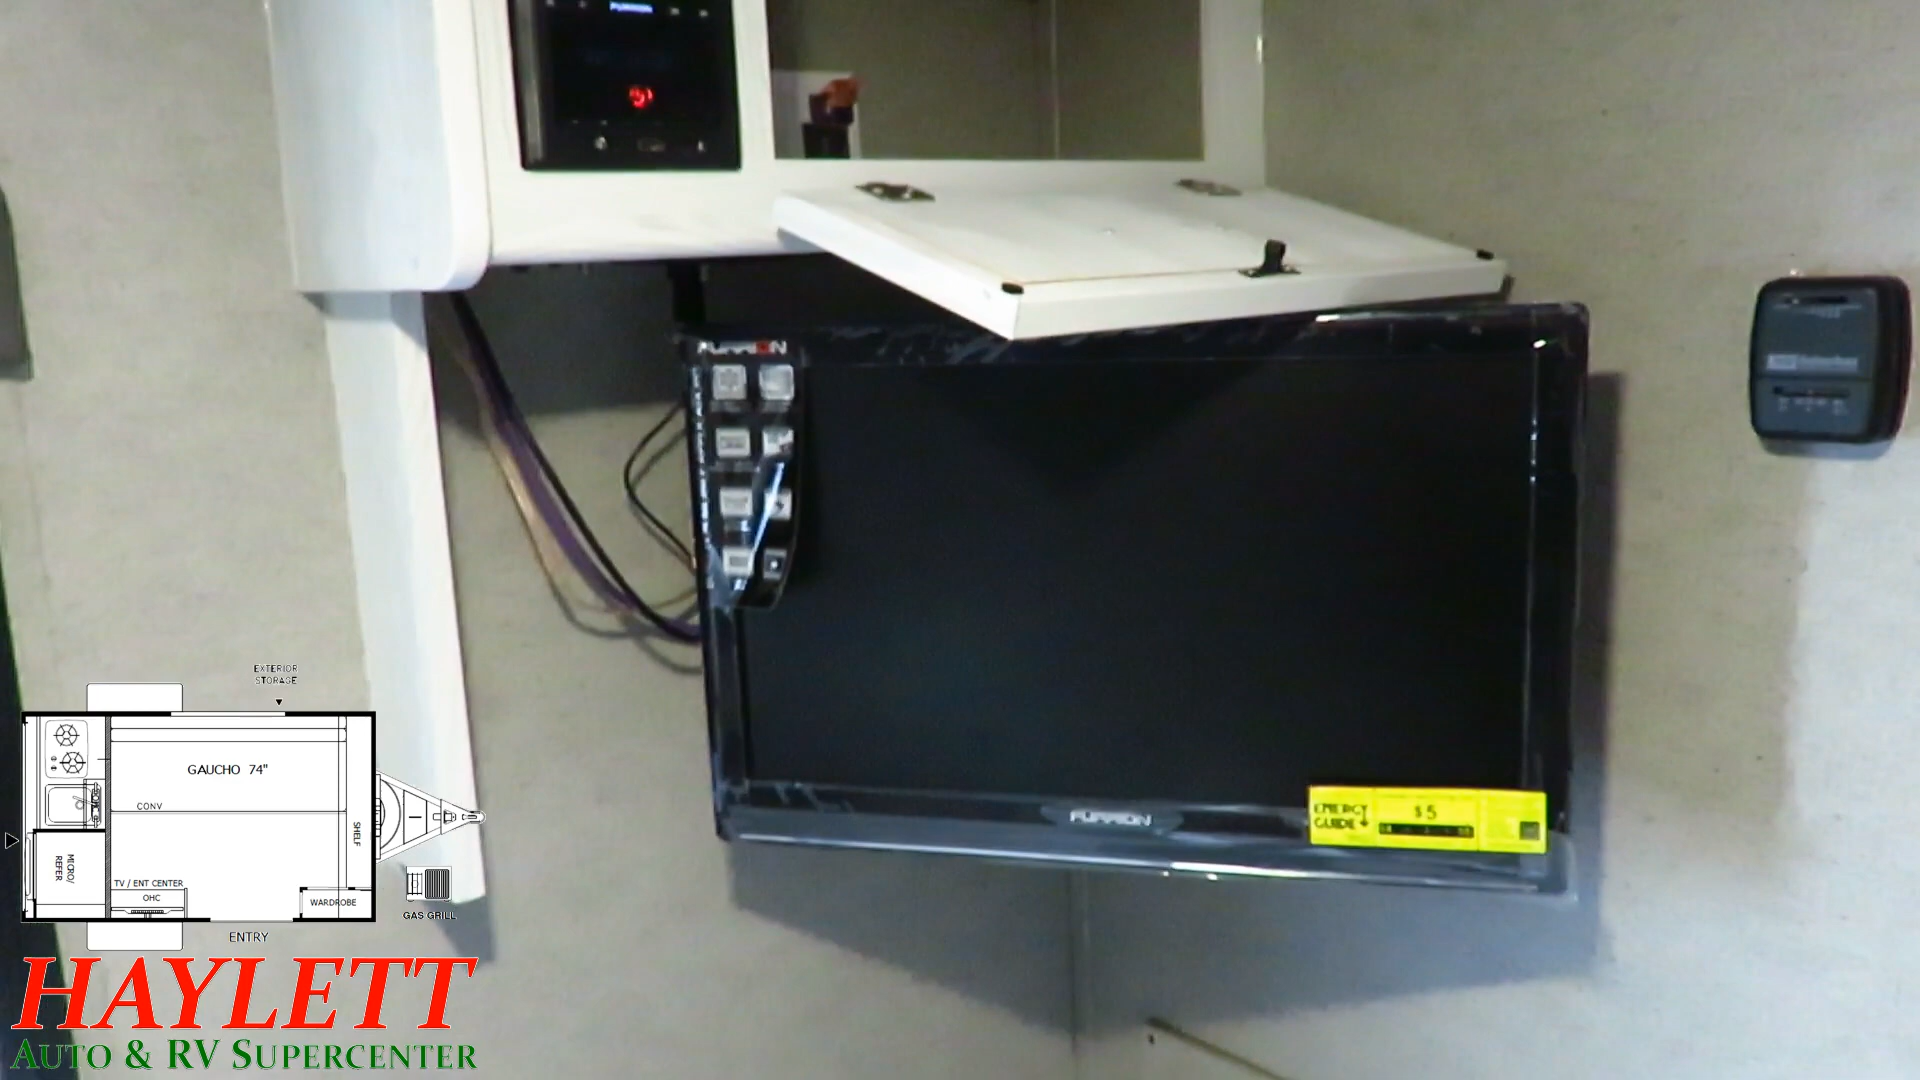 FURRION
FURRION
FURRION
ENERGY
GUIDE
$5
EXTERIOR
STORAGE
GAUCHO 74"
CONV
SHELF
MICRO/
REFER
TV / ENT CENTER
OHC
WARDROBE
GAS GRILL
ENTRY
HAYLETT
AUTO & RV SUPERCENTER